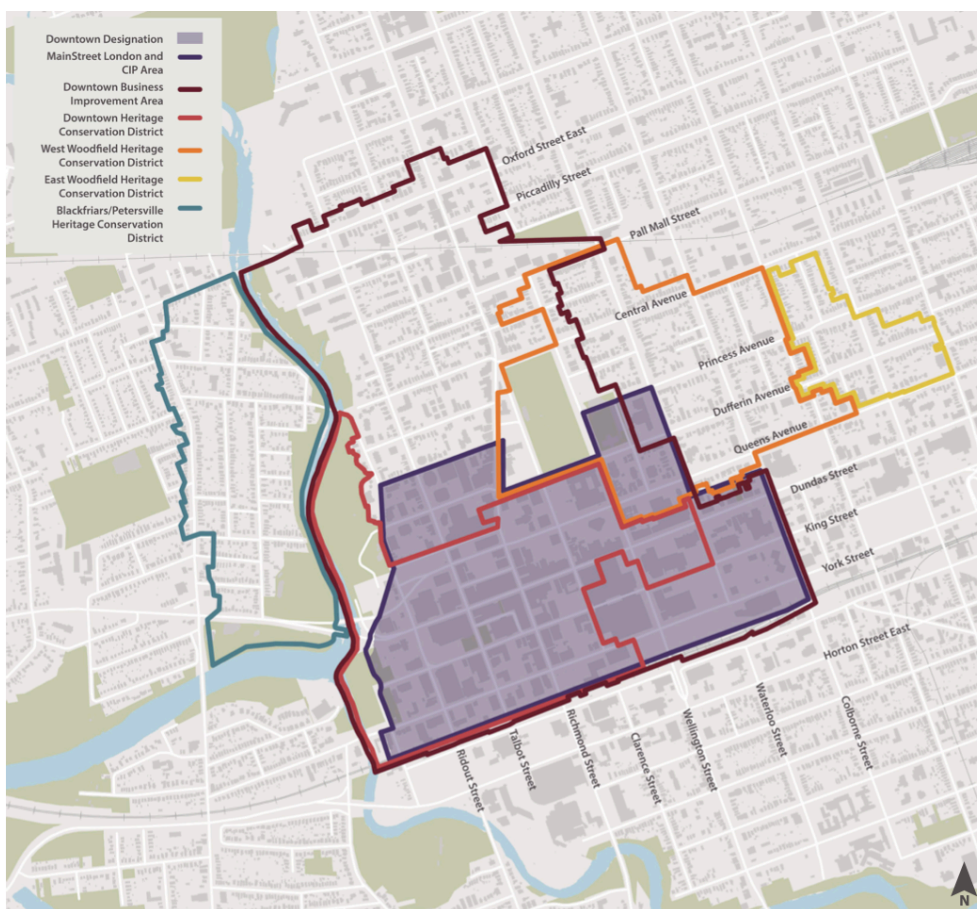 Downtown Designation
MainStreet London and
CIP Area
Downtown Business
Improvement Area
Downtown Heritage
Conservation District
West Woodfield Heritage
Conservation District
East Woodfield Heritage
Conservation District
Blackfriars/Petersville
Heritage Conservation
District
Oxford Street East
Piccadilly Street
Pall Mall Street
Central Avenue
Princess Avenue
Dufferin Avenue
Queens Avenue
Dundas Street
King Street
York Street
Horton Street East
Ridout Street
Talbot Street
Richmond Street
Clarence Street
Wellington Street
Waterloo Street
Colborne Street
N